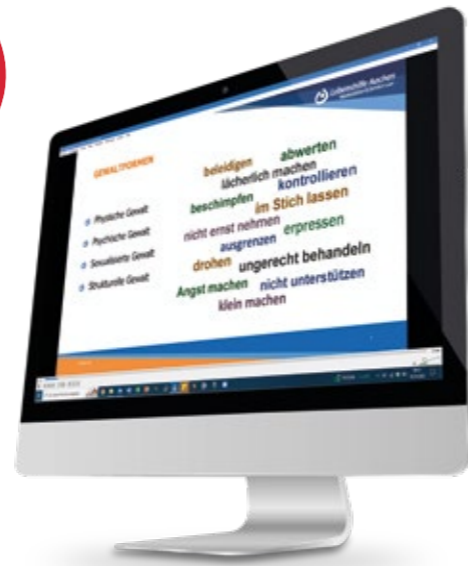 Lebenshilfe Aachen
GEWALTFORMEN
Physische Gewalt
Psychische Gewalt
Sexualisierte Gewalt
Strukturelle Gewalt
beleidigen abwerten
lächerlich machen
beschimpfen kontrollieren
im Stich lassen
nicht ernst nehmen
ausgrenzen erpressen
drohen ungerecht behandeln
Angst machen nicht unterstützen
klein machen